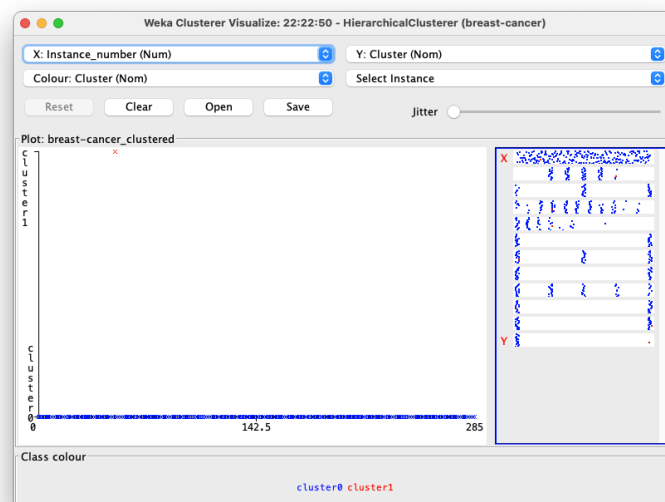 Weka Clusterer Visualize: 22:22:50 - HierarchicalClusterer (breast-cancer)
X: Instance_number (Num)
Y: Cluster (Nom)
Colour: Cluster (Nom)
Select Instance
Reset Clear Open Save
Jitter
Plot: breast-cancer_clustered
cluster1
cluster0
0 142.5 285
X
Y
Class colour
cluster0 cluster1